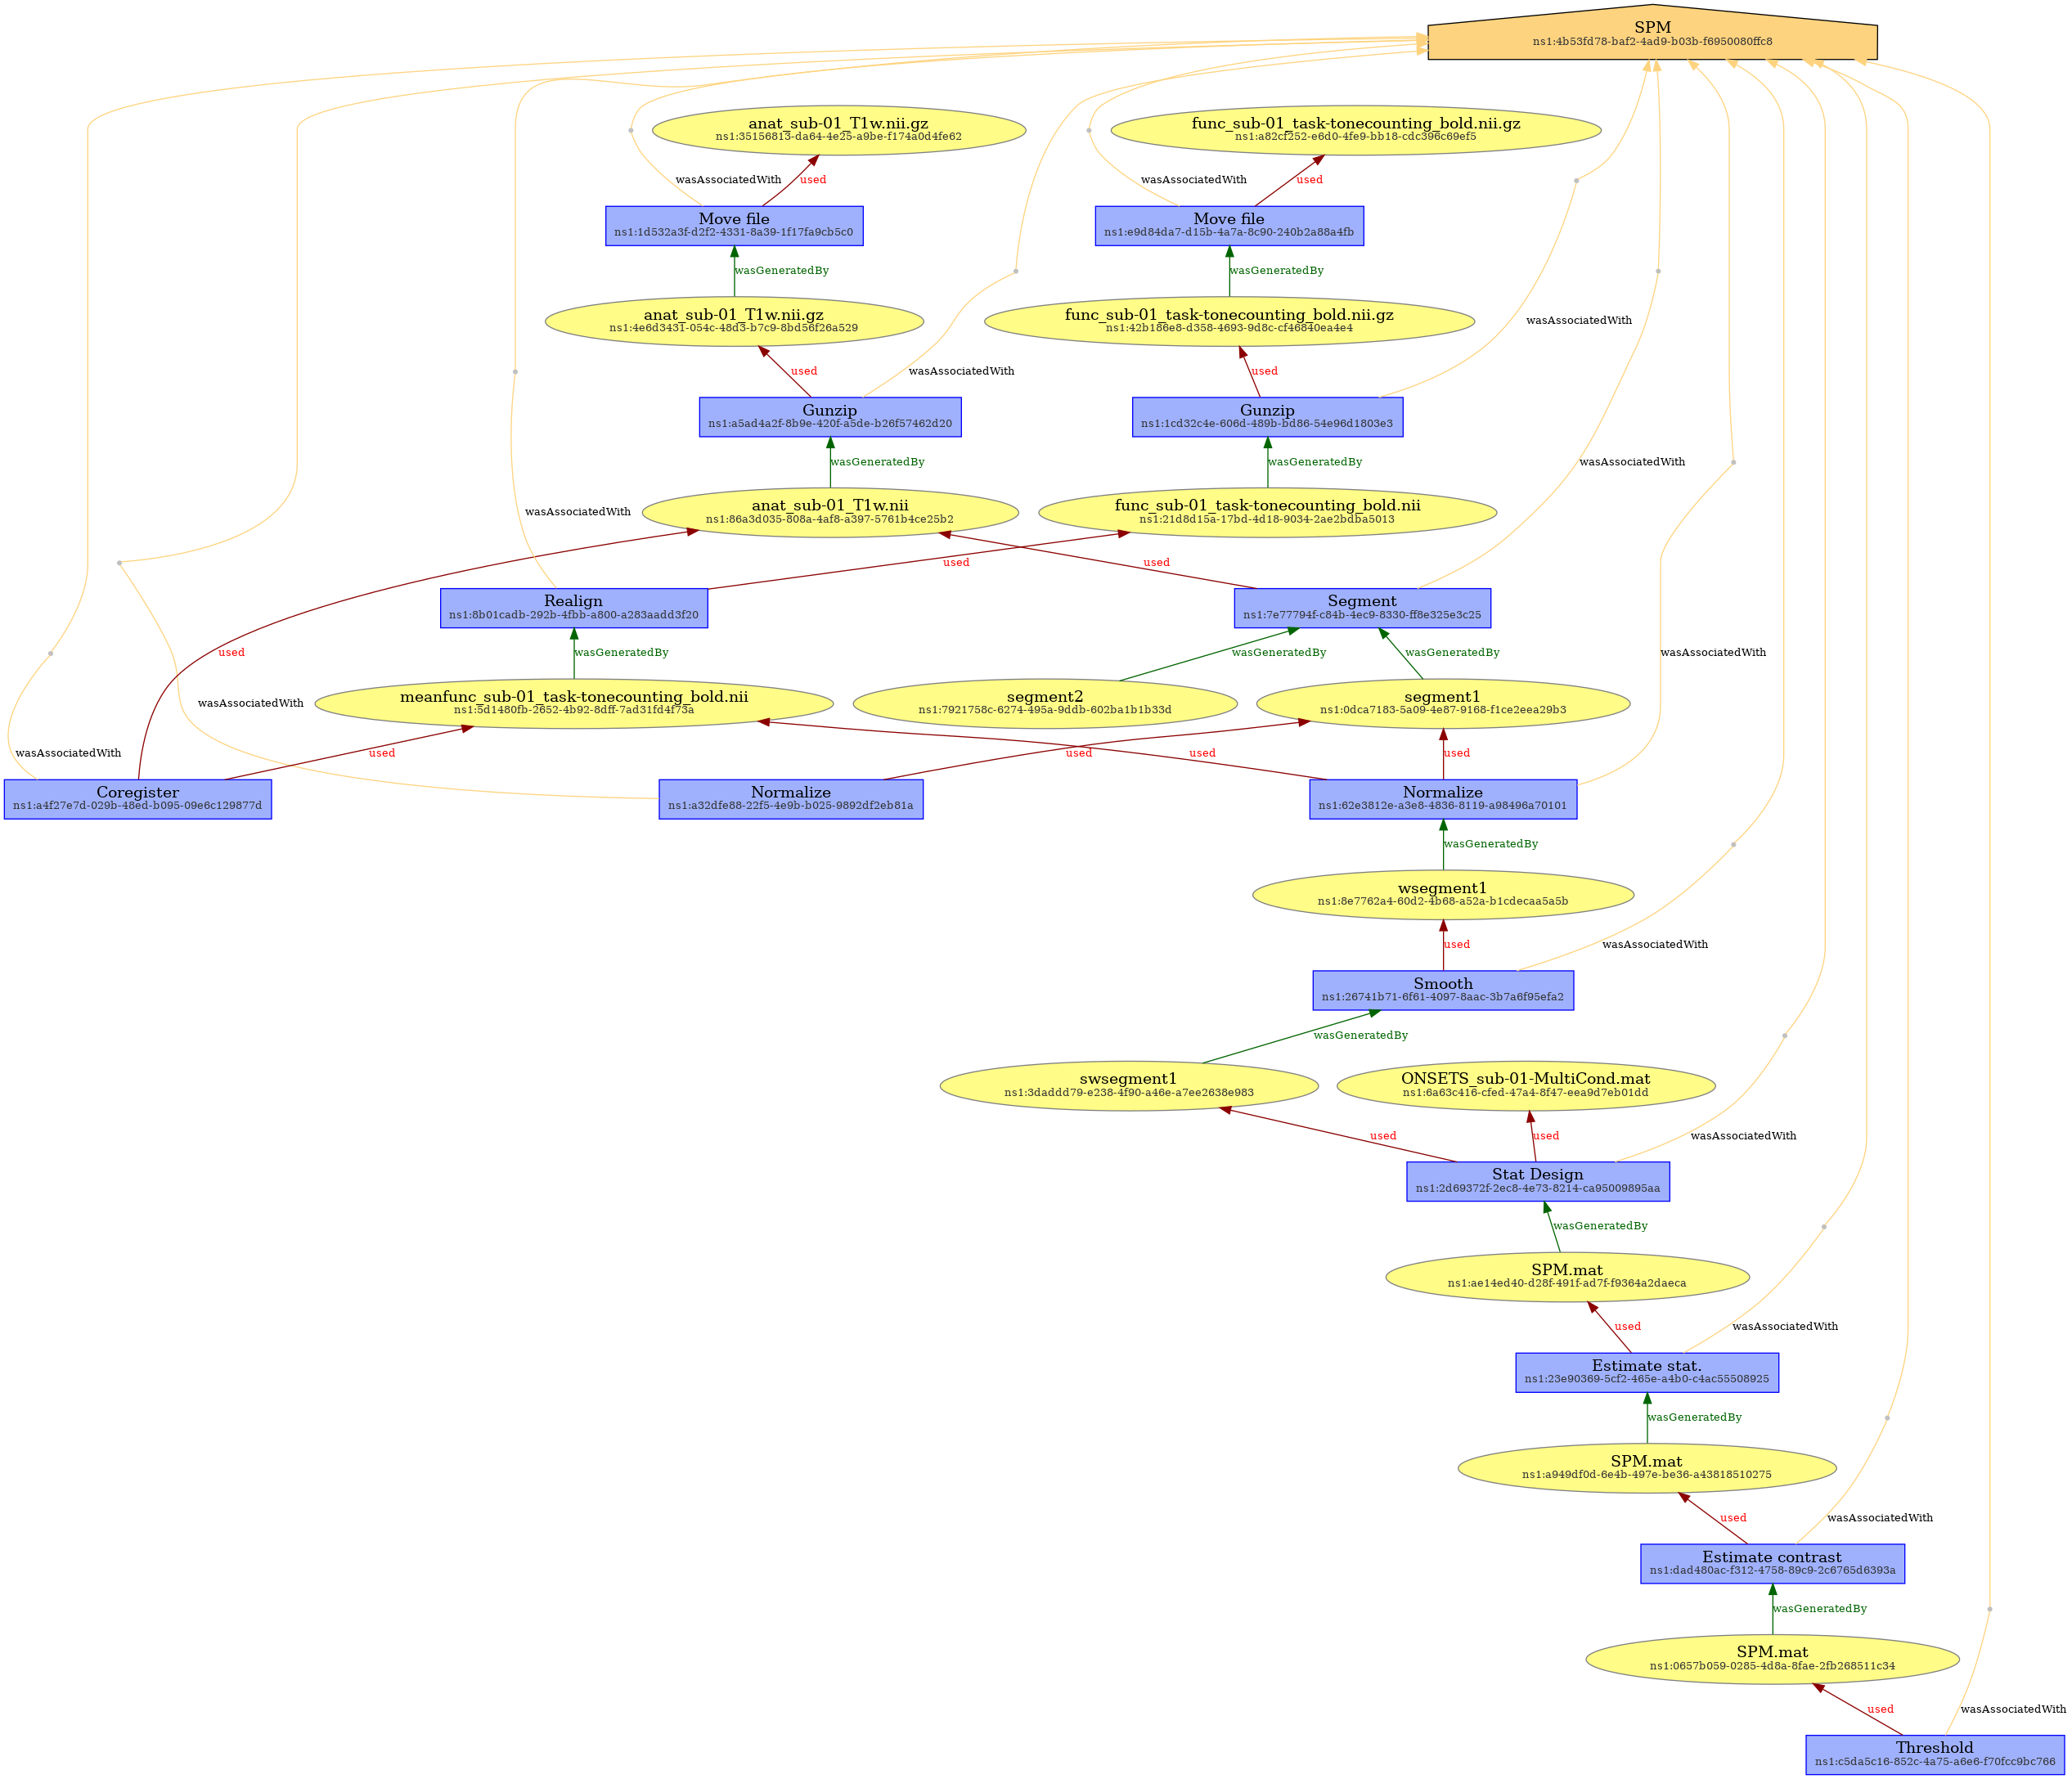 SPM
ns1:4b53fd78-baf2-4ad9-b03b-f6950080ffc8
anat_sub-01_T1w.nii.gz
ns1:35156813-da64-4e25-a9be-f174a0d4fe62
func_sub-01_task-tonecounting_bold.nii.gz
ns1:a82cf252-e6d0-4fe9-bb18-cdc396c69ef5
wasAssociatedWith
used
wasAssociatedWith
used
Move file
ns1:1d532a3f-d2f2-4331-8a39-1f17fa9cb5c0
Move file
ns1:e9d84da7-d15b-4a7a-8c90-240b2a88a4fb
wasGeneratedBy
wasGeneratedBy
anat_sub-01_T1w.nii.gz
ns1:4e6d3431-054c-48d3-b7c9-8bd56f26a529
func_sub-01_task-tonecounting_bold.nii.gz
ns1:42b186e8-d358-4693-9d8c-cf46840ea4e4
wasAssociatedWith
used
wasAssociatedWith
used
Gunzip
ns1:a5ad4a2f-8b9e-420f-a5de-b26f57462d20
Gunzip
ns1:1cd32c4e-606d-489b-bd86-54e96d1803e3
wasGeneratedBy
wasGeneratedBy
wasAssociatedWith
anat_sub-01_T1w.nii
ns1:86a3d035-808a-4af8-a397-5761b4ce25b2
func_sub-01_task-tonecounting_bold.nii
ns1:21d8d15a-17bd-4d18-9034-2ae2bdba5013
wasAssociatedWith
used
used
Realign
ns1:8b01cadb-292b-4fbb-a800-a283aadd3f20
Segment
ns1:7e77794f-c84b-4ec9-8330-ff8e325e3c25
used
wasGeneratedBy
wasGeneratedBy
wasGeneratedBy
wasAssociatedWith
meanfunc_sub-01_task-tonecounting_bold.nii
ns1:5d1480fb-2652-4b92-8dff-7ad31fd4f73a
segment2
ns1:7921758c-6274-495a-9ddb-602ba1b1b33d
segment1
ns1:0dca7183-5a09-4e87-9168-f1ce2eea29b3
wasAssociatedWith
wasAssociatedWith
used
used
used
used
Coregister
ns1:a4f27e7d-029b-48ed-b095-09e6c129877d
Normalize
ns1:a32dfe88-22f5-4e9b-b025-9892df2eb81a
Normalize
ns1:62e3812e-a3e8-4836-8119-a98496a70101
wasGeneratedBy
wsegment1
ns1:8e7762a4-60d2-4b68-a52a-b1cdecaa5a5b
used
wasAssociatedWith
Smooth
ns1:26741b71-6f61-4097-8aac-3b7a6f95efa2
wasGeneratedBy
swsegment1
ns1:3daddd79-e238-4f90-a46e-a7ee2638e983
ONSETS_sub-01-MultiCond.mat
ns1:6a63c416-cfed-47a4-8f47-eea9d7eb01dd
used
used
wasAssociatedWith
Stat Design
ns1:2d69372f-2ec8-4e73-8214-ca95009895aa
wasGeneratedBy
SPM.mat
ns1:ae14ed40-d28f-491f-ad7f-f9364a2daeca
used
wasAssociatedWith
Estimate stat.
ns1:23e90369-5cf2-465e-a4b0-c4ac55508925
wasGeneratedBy
SPM.mat
ns1:a949df0d-6e4b-497e-be36-a43818510275
used
wasAssociatedWith
Estimate contrast
ns1:dad480ac-f312-4758-89c9-2c6765d6393a
wasGeneratedBy
SPM.mat
ns1:0657b059-0285-4d8a-8fae-2fb268511c34
used
wasAssociatedWith
Threshold
ns1:c5da5c16-852c-4a75-a6e6-f70fcc9bc766